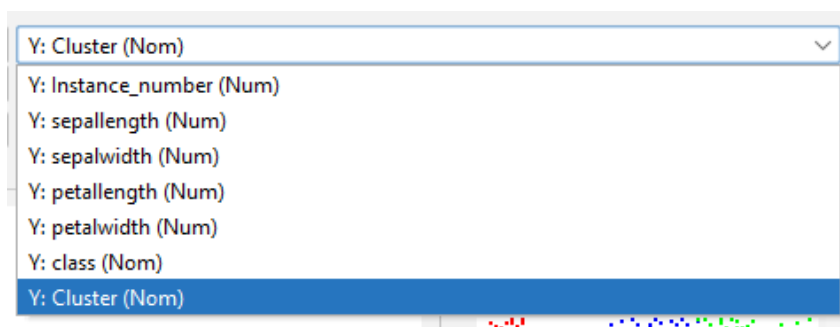 Y: Cluster (Nom)
Y: Instance_number (Num)
Y: sepallength (Num)
Y: sepalwidth (Num)
Y: petallength (Num)
Y: petalwidth (Num)
Y: class (Nom)
Y: Cluster (Nom)